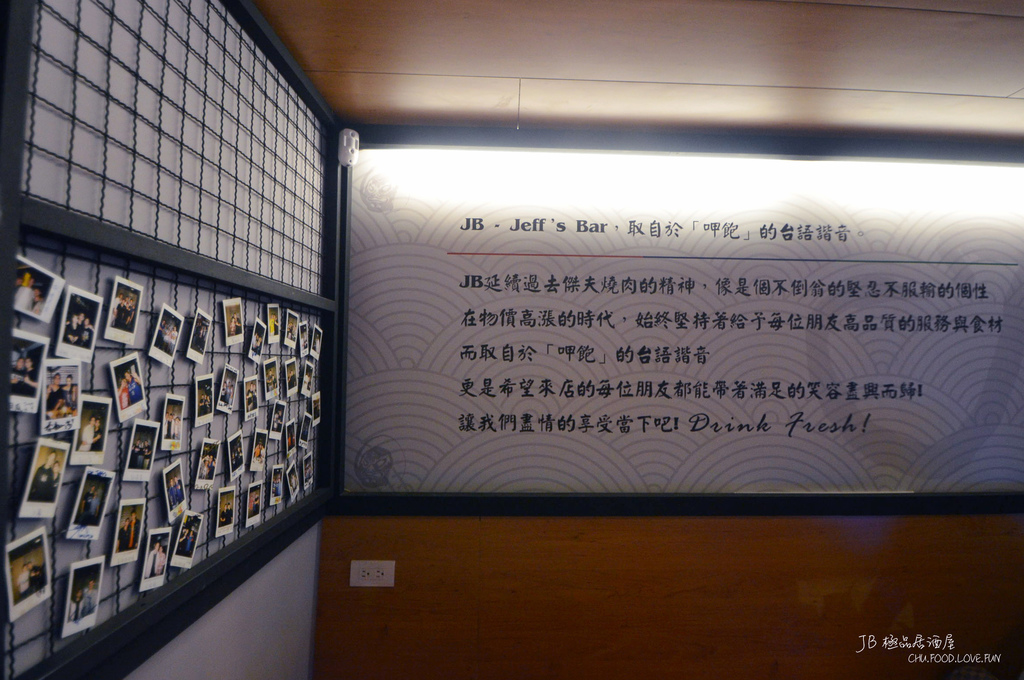 JB - Jeff's Bar，取自於「呷飽」的台語諧音。
JB延續過去傑夫燒肉的精神，像是個不倒翁的堅忍不服輸的個性
在物價高漲的時代，始終堅持著給予每位朋友高品質的服務與食材
而取自於「呷飽」的台語諧音
更是希望來店的每位朋友都能帶著滿足的笑容盡興而歸!
讓我們盡情的享受當下吧! Drink Fresh!
JB 極品居酒屋
CHU.FOOD.LOVE.FUN